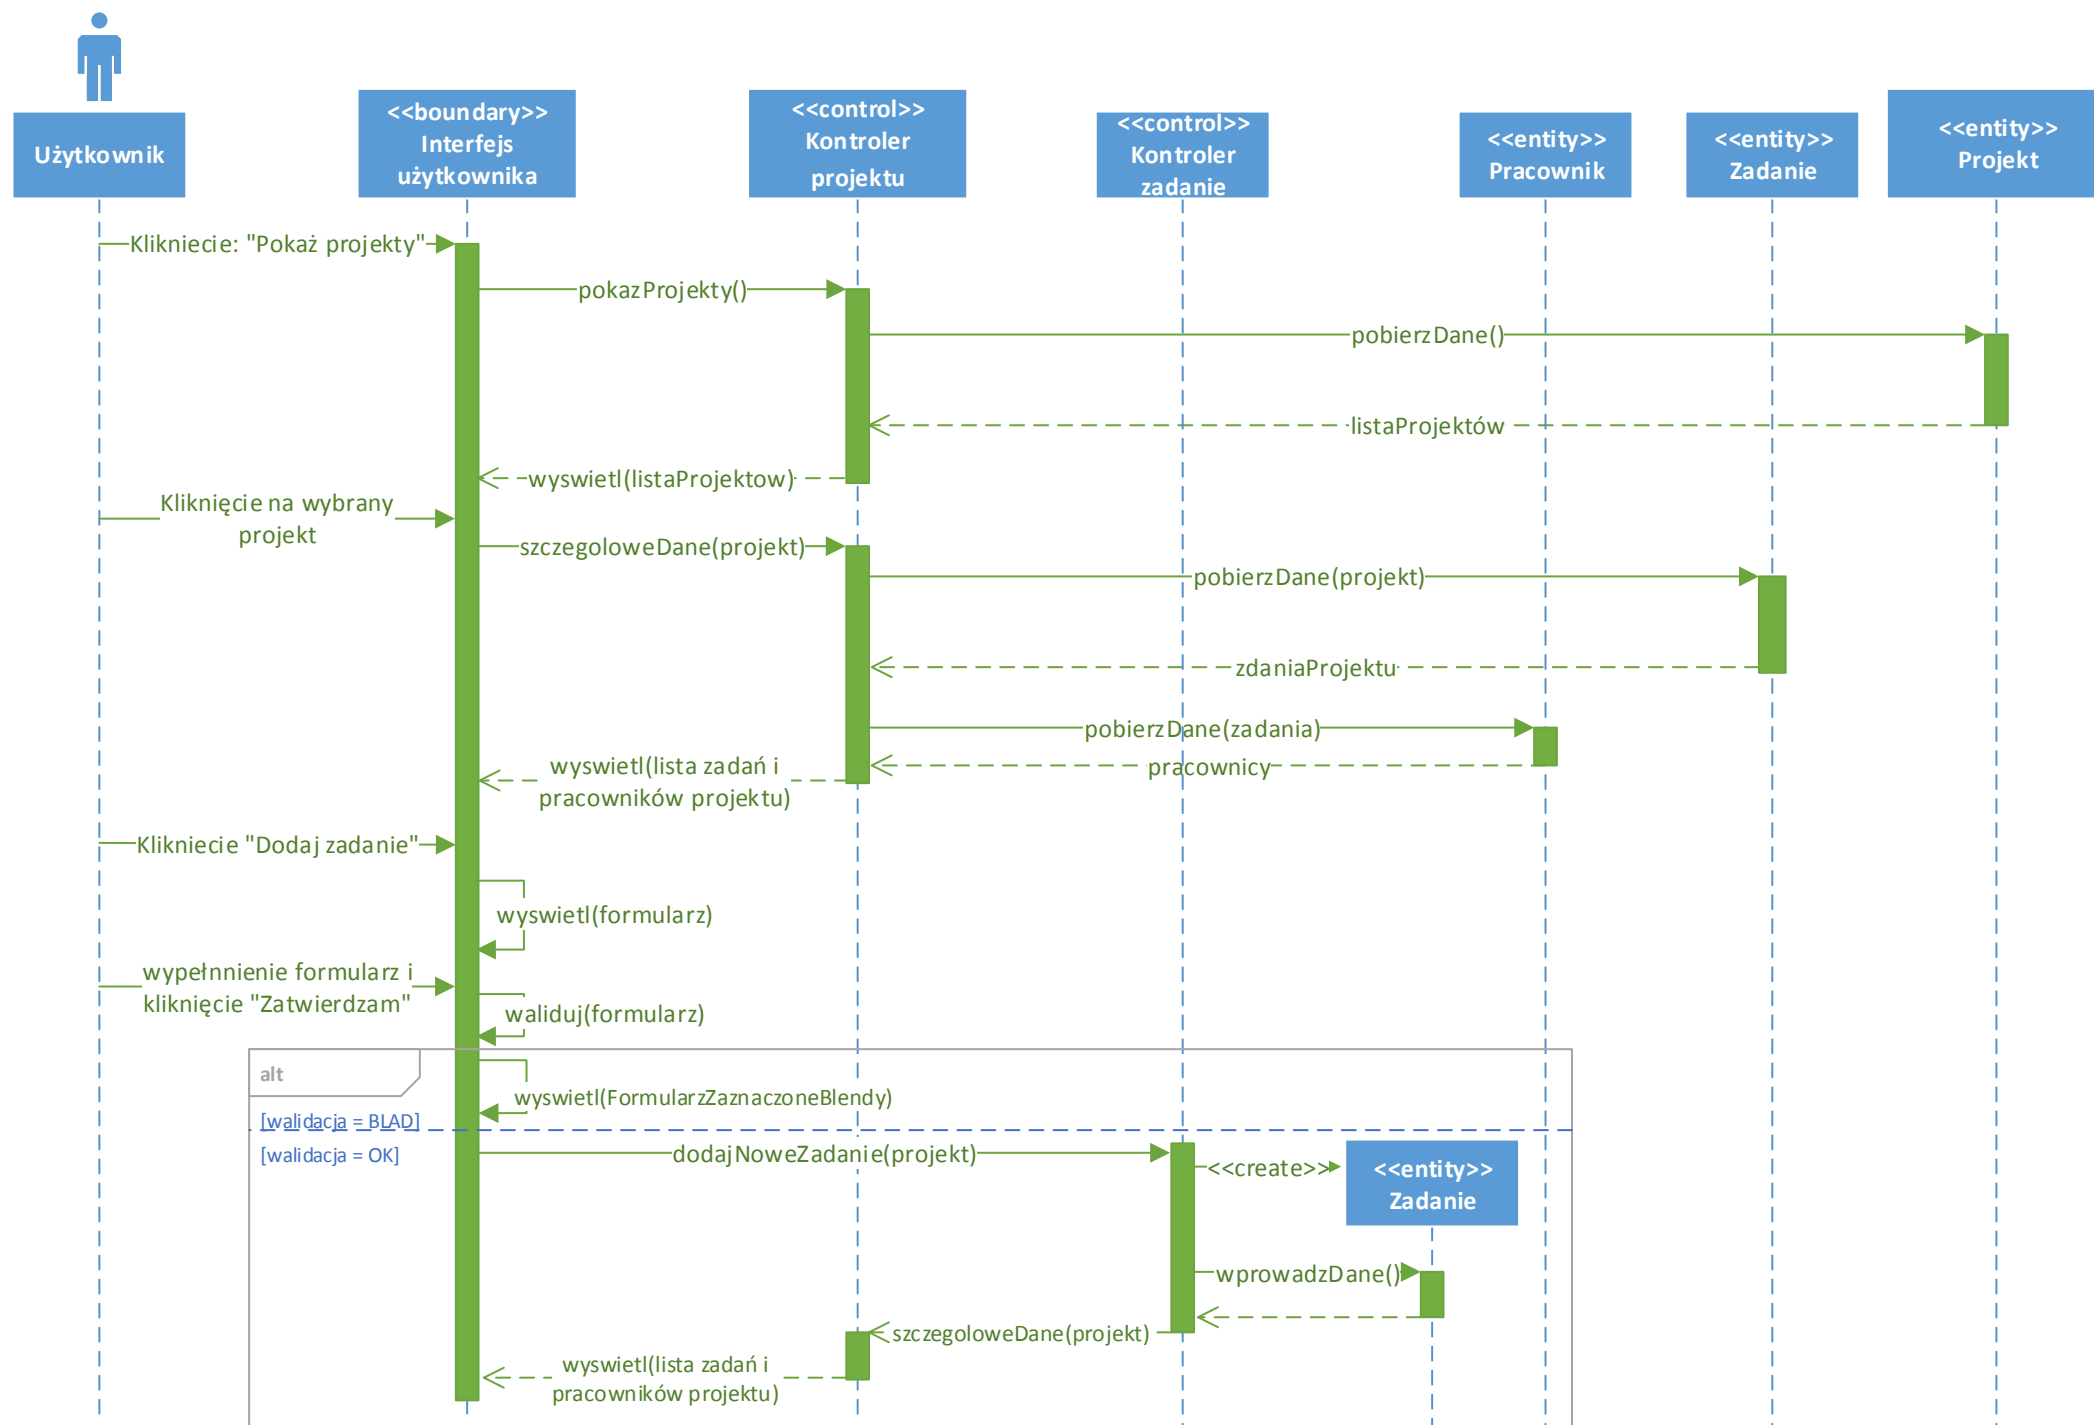 Użytkownik
<<boundary>>
Interfejs
użytkownika
<<control>>
Kontroler
projektu
<<control>>
Kontroler
zadanie
<<entity>>
Pracownik
<<entity>>
Zadanie
<<entity>>
Projekt
Klikniecie: "Pokaż projekty"
pokazProjekty()
pobierzDane()
listaProjektów
wyswietl(listaProjektow)
Kliknięcie na wybrany
projekt
szczegoloweDane(projekt)
pobierzDane(projekt)
zdaniaProjektu
pobierzDane(zadania)
pracownicy
wyswietl(lista zadań i
pracowników projektu)
Klikniecie "Dodaj zadanie"
wyswietl(formularz)
wypełnnienie formularz i
kliknięcie "Zatwierdzam"
waliduj(formularz)
alt
wyswietl(FormularzZaznaczoneBlendy)
[walidacja = BLAD]
[walidacja = OK]
dodajNoweZadanie(projekt)
<<create>>
<<entity>>
Zadanie
wprowadzDane()
szczegoloweDane(projekt)
wyswietl(lista zadań i
pracowników projektu)